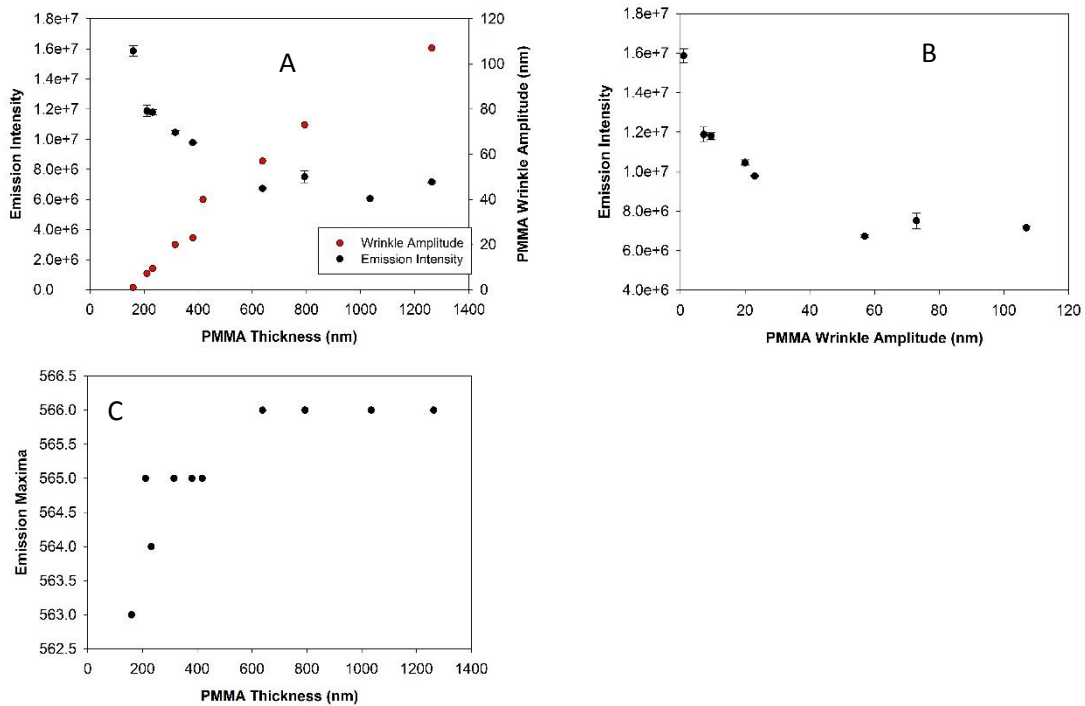 A
1.8e+7
1.6e+7
1.4e+7
1.2e+7
1.0e+7
8.0e+6
6.0e+6
4.0e+6
2.0e+6
0.0
Emission Intensity
120
100
80
60
40
20
0
PMMA Wrinkle Amplitude (nm)
Wrinkle Amplitude
Emission Intensity
0 200 400 600 800 1000 1200 1400
PMMA Thickness (nm)
B
1.8e+7
1.6e+7
1.4e+7
1.2e+7
1.0e+7
8.0e+6
6.0e+6
4.0e+6
Emission Intensity
0 20 40 60 80 100 120
PMMA Wrinkle Amplitude (nm)
C
566.5
566.0
565.5
565.0
564.5
564.0
563.5
563.0
562.5
Emission Maxima
0 200 400 600 800 1000 1200 1400
PMMA Thickness (nm)